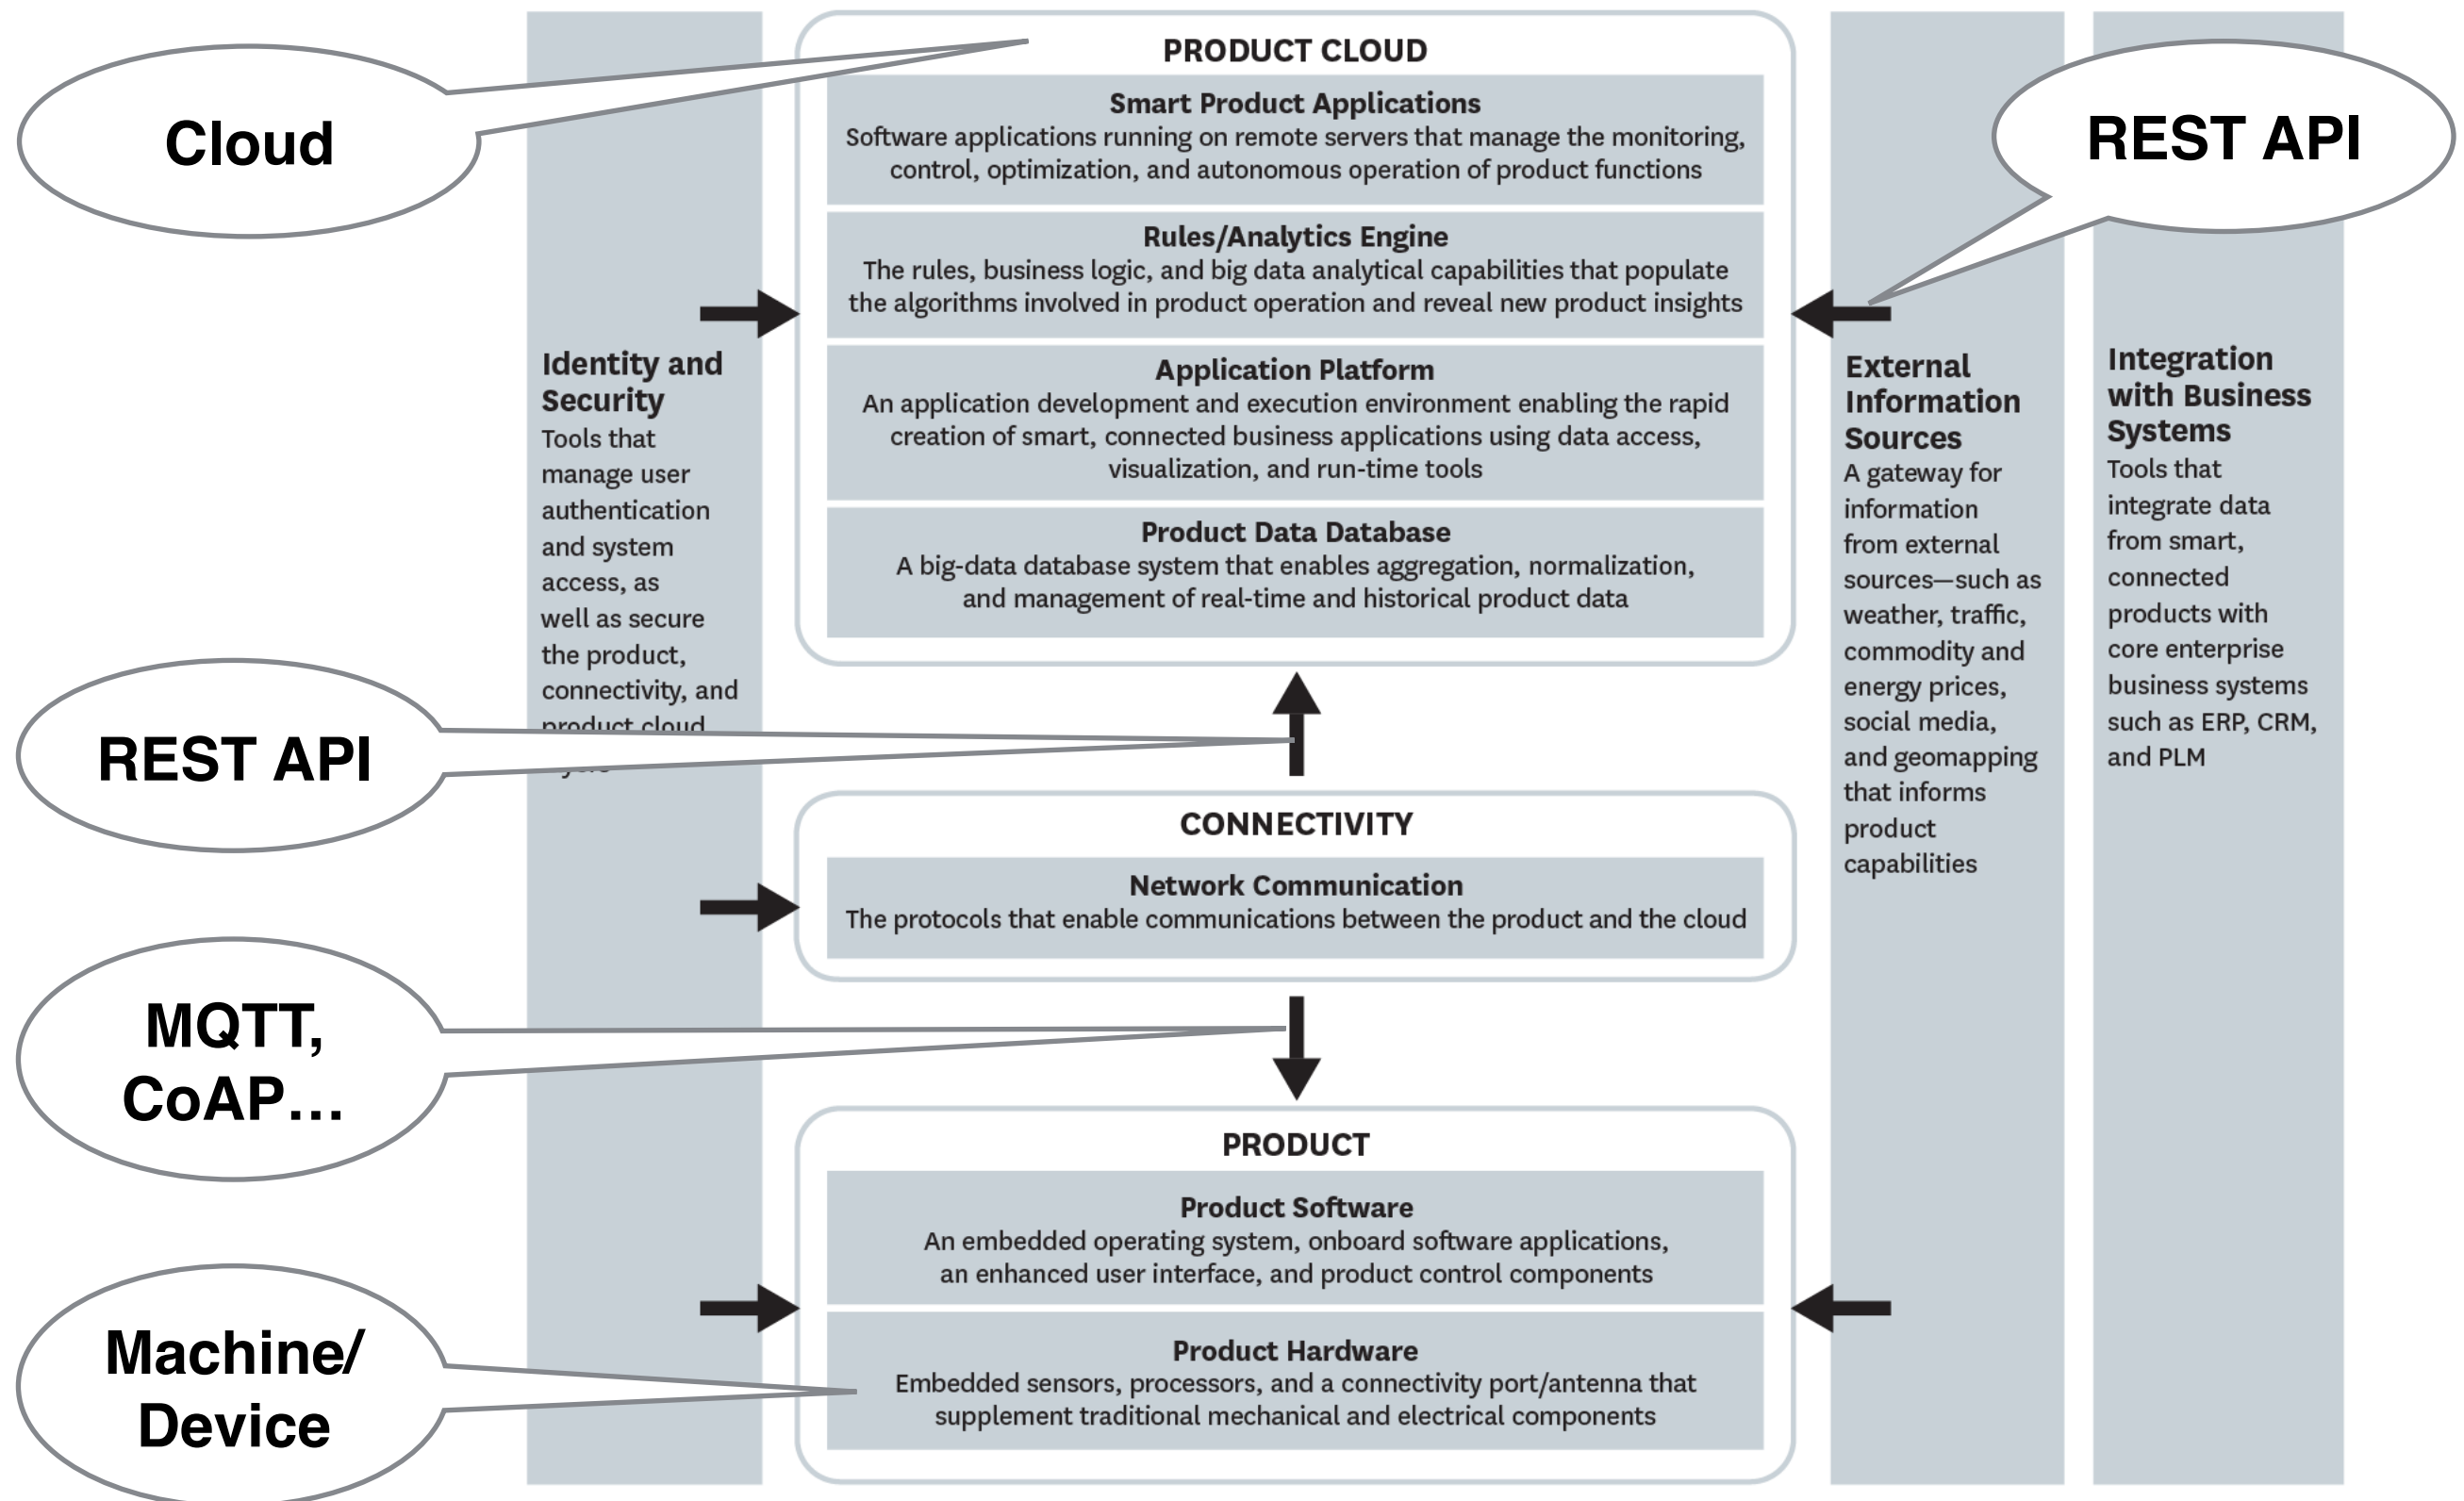 Cloud
REST API
MQTT,
CoAP...
Machine/
Device
Identity and
Security
Tools that
manage user
authentication
and system
access, as
well as secure
the product,
connectivity, and
product cloud
PRODUCT CLOUD
Smart Product Applications
Software applications running on remote servers that manage the monitoring,
control, optimization, and autonomous operation of product functions
Rules/Analytics Engine
The rules, business logic, and big data analytical capabilities that populate
the algorithms involved in product operation and reveal new product insights
Application Platform
An application development and execution environment enabling the rapid
creation of smart, connected business applications using data access,
visualization, and run-time tools
Product Data Database
A big-data database system that enables aggregation, normalization,
and management of real-time and historical product data
CONNECTIVITY
Network Communication
The protocols that enable communications between the product and the cloud
PRODUCT
Product Software
An embedded operating system, onboard software applications,
an enhanced user interface, and product control components
Product Hardware
Embedded sensors, processors, and a connectivity port/antenna that
supplement traditional mechanical and electrical components
REST API
External
Information
Sources
A gateway for
information
from external
sources—such as
weather, traffic,
commodity and
energy prices,
social media,
and geomapping
that informs
product
capabilities
Integration
with Business
Systems
Tools that
integrate data
from smart,
connected
products with
core enterprise
business systems
such as ERP, CRM,
and PLM